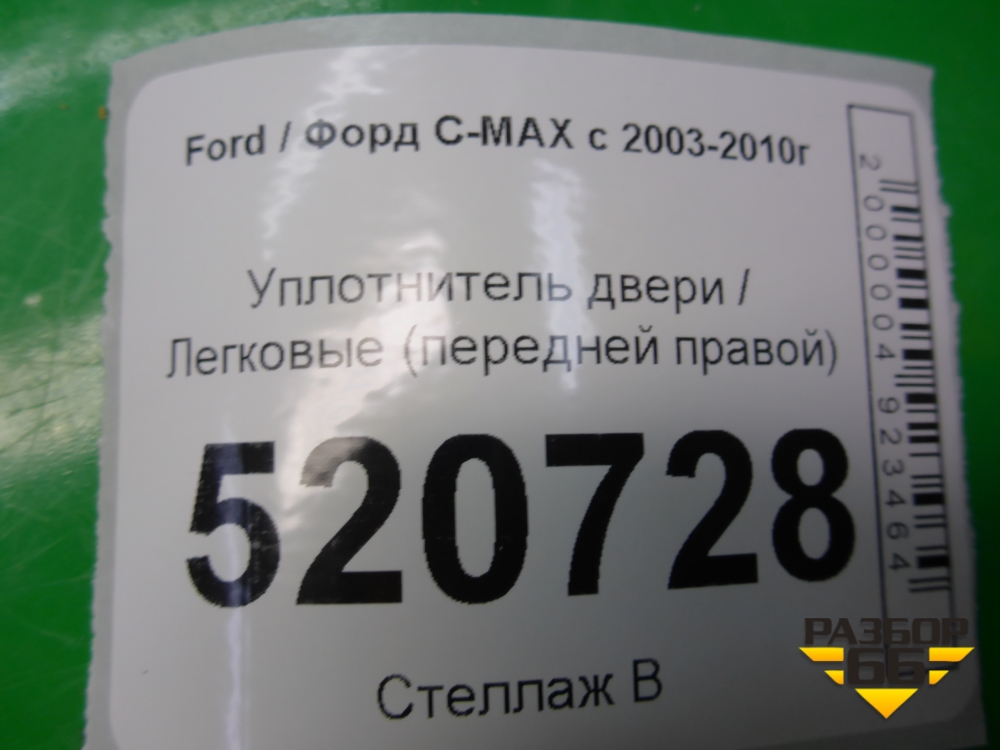 Ford / Форд C-MAX с 2003-2010г
Уплотнитель двери /
Легковые (передней правой)
520728
Стеллаж В
2000004923464
РАЗБОР
66